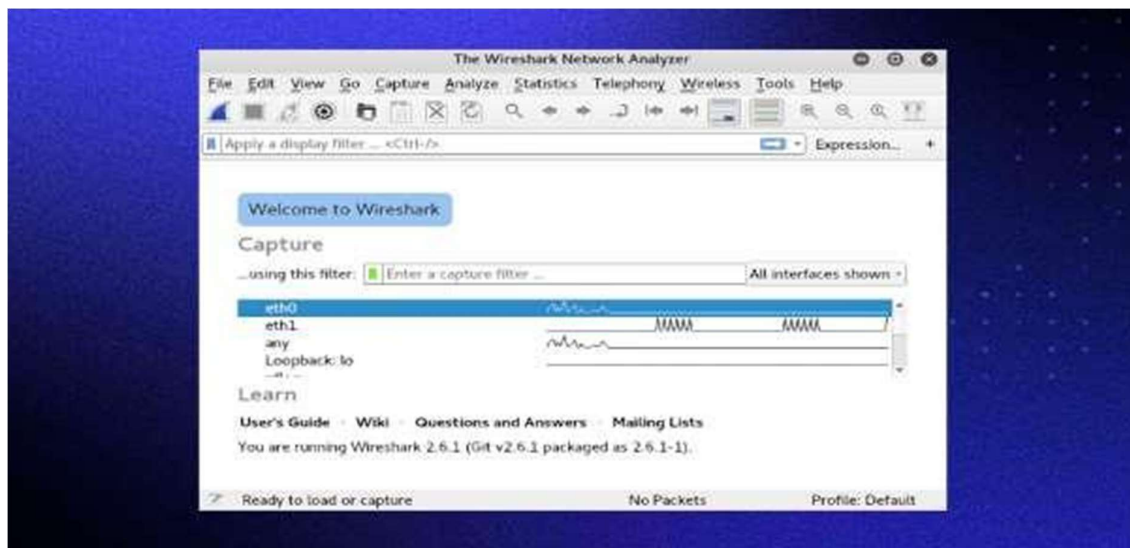 The Wireshark Network Analyzer
File Edit View Go Capture Analyze Statistics Telephony Wireless Tools Help
Apply a display filter ... <Ctrl-/> Expression... +
Welcome to Wireshark
Capture
...using this filter: Enter a capture filter ... All interfaces shown
eth0
eth1
any
Loopback: lo
Learn
User's Guide · Wiki · Questions and Answers · Mailing Lists
You are running Wireshark 2.6.1 (Git v2.6.1 packaged as 2.6.1-1).
Ready to load or capture No Packets Profile: Default